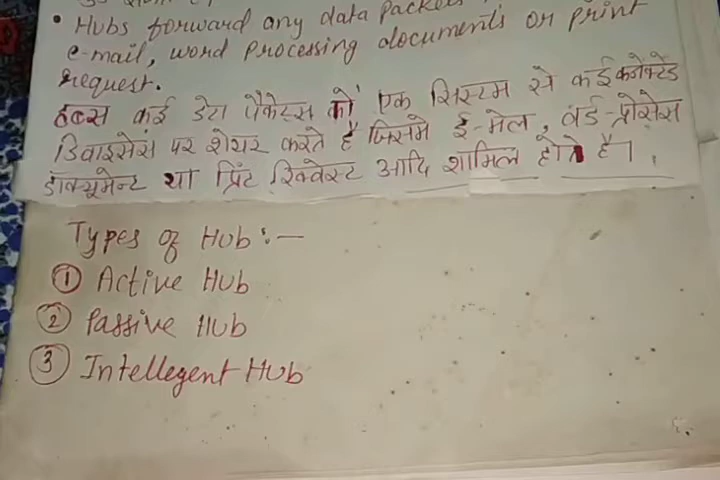 • Hubs forward any data Packets
e-mail, word processing documents or print
request.
हब्स कई डेटा पैकेट्स को एक सिस्टम से कई कनेक्टेड
डिवाइसेस पर शेयर करते है जिसमे ई-मेल, वर्ड-प्रोसेस
डॉक्यूमेन्ट या प्रिंट रिक्वेस्ट आदि शामिल होते है।
Types of Hub:—
① Active Hub
② Passive Hub
③ Intellegent Hub